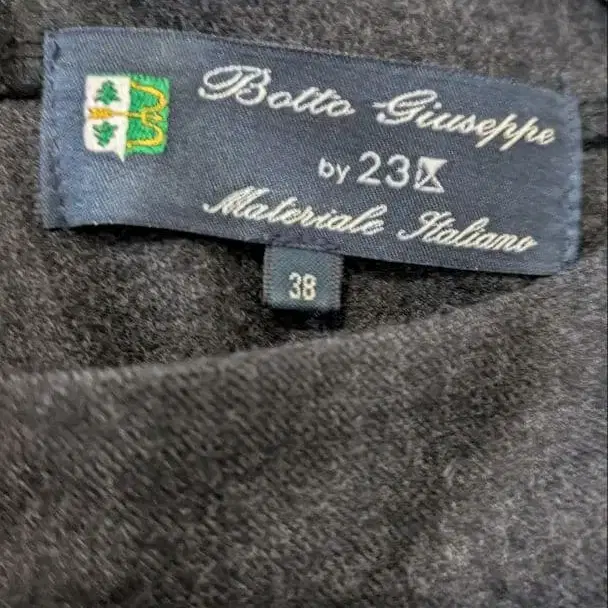 Botto Giuseppe
by 23区
Materiale Italiano
38